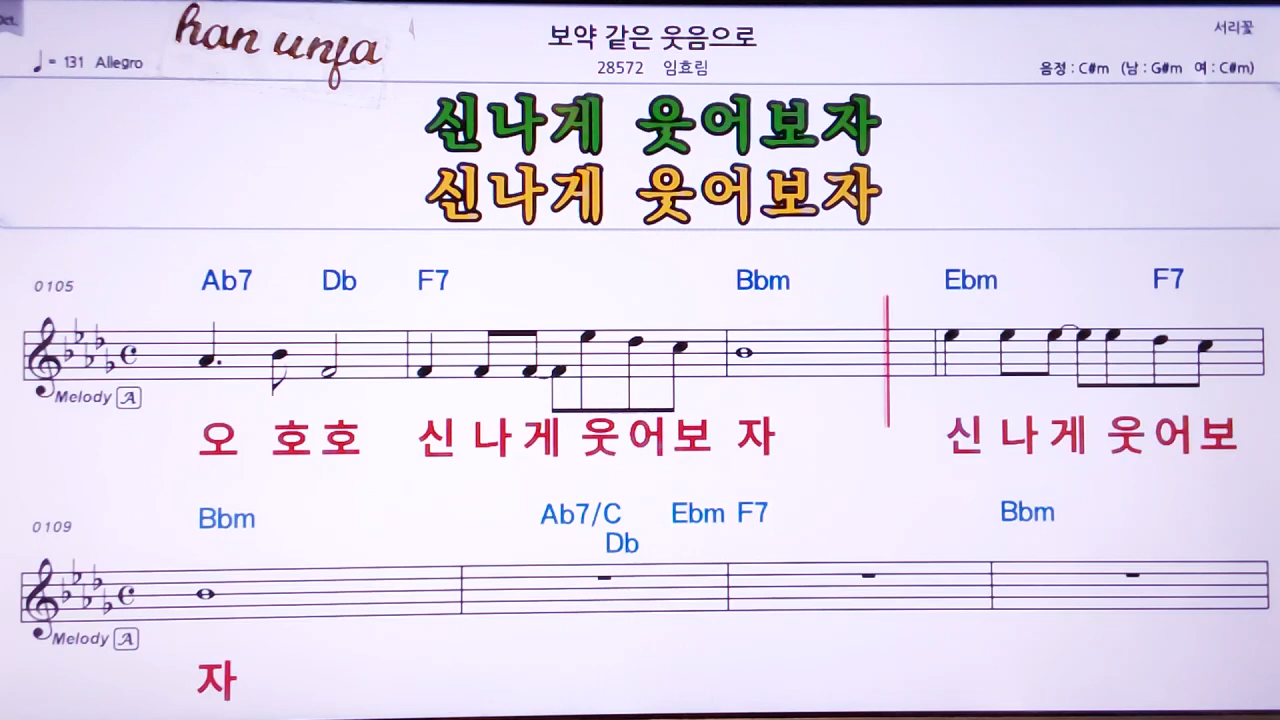 han unja
보약 같은 웃음으로
서리꽃
♩= 131 Allegro
28572 임효림
음정 : C#m (남 : G#m 여 : C#m)
신나게 웃어보자
신나게 웃어보자
0105
Ab7 Db F7 Bbm Ebm F7
Melody A
오 호호 신나게 웃어보 자 신나게 웃어보
0109
Bbm Ab7/C Ebm F7 Bbm
Db
Melody A
자